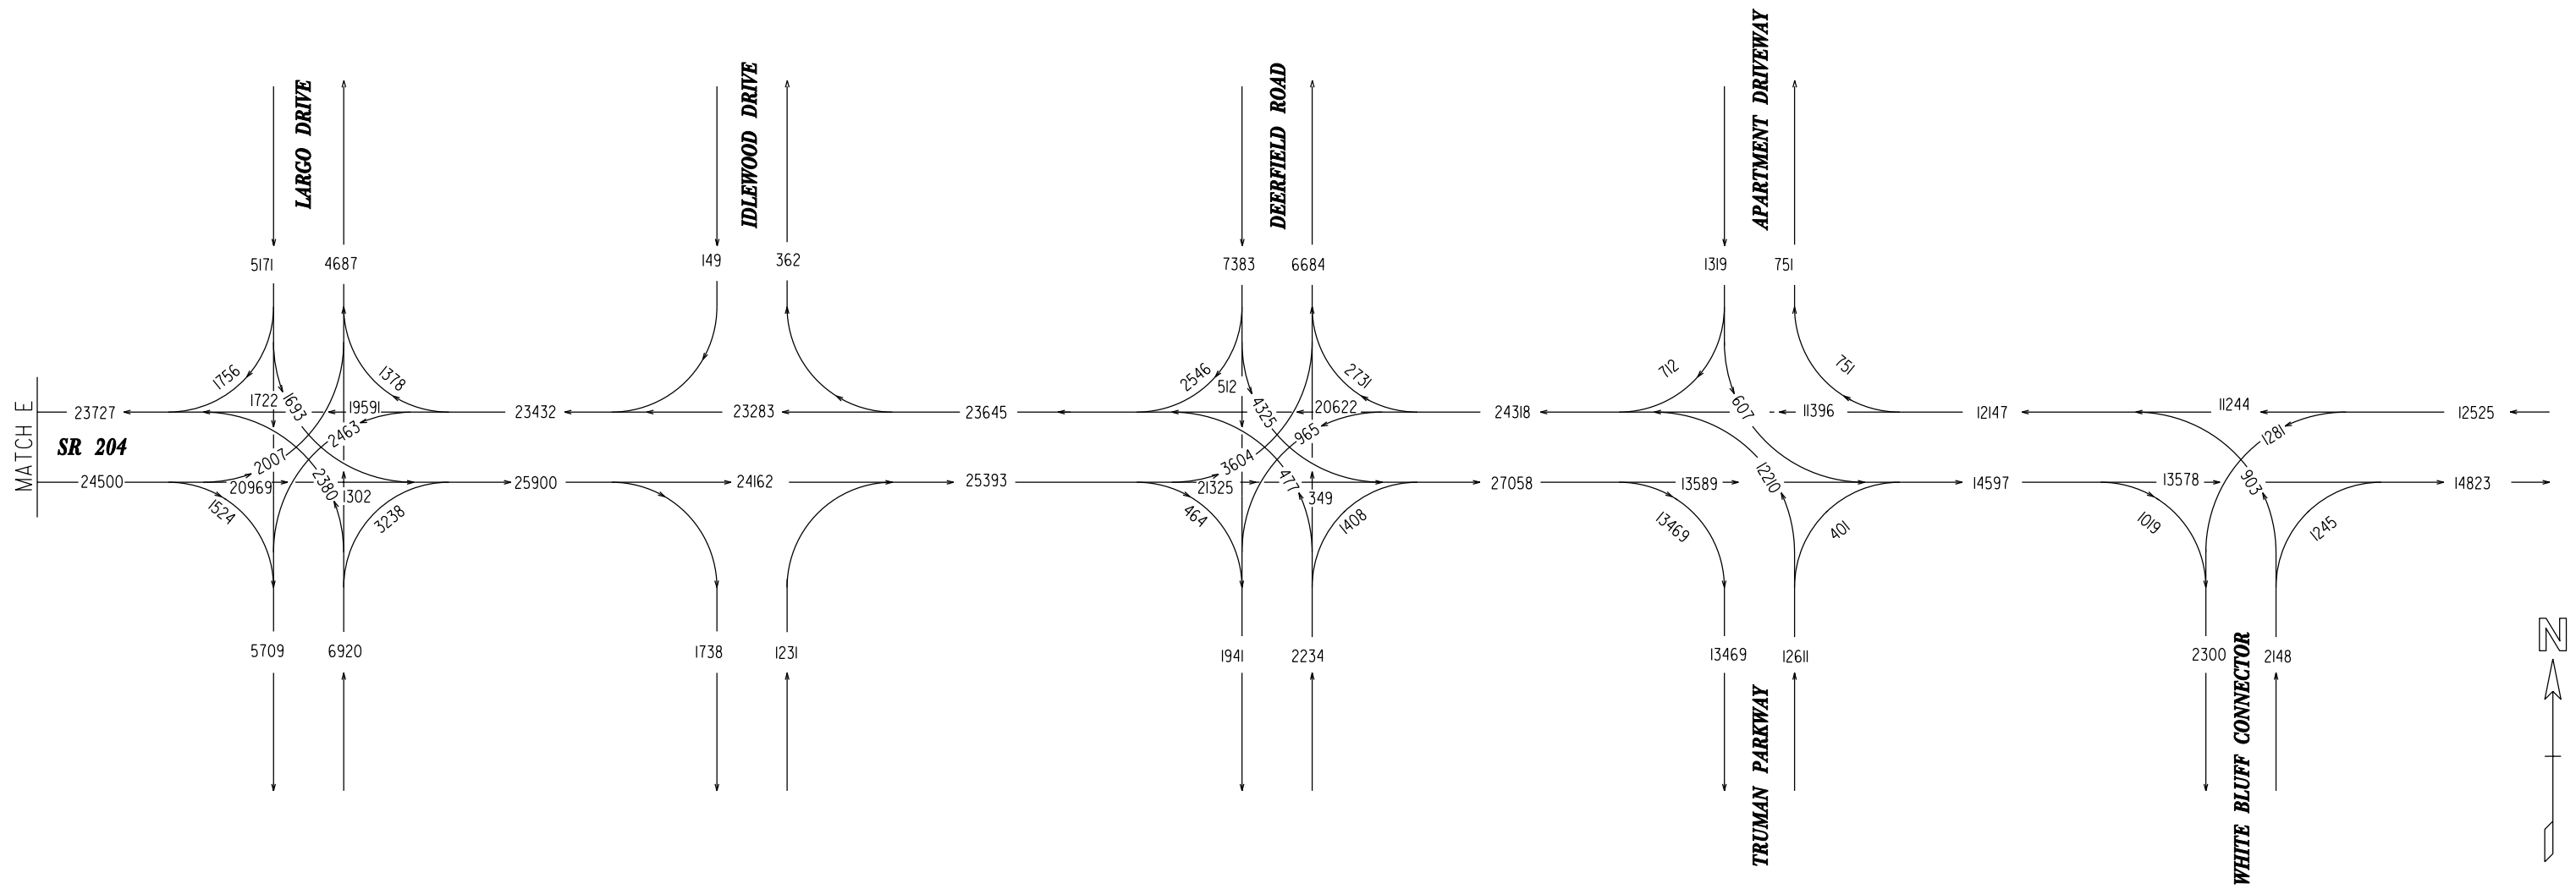 LARGO DRIVE
IDLEWOOD DRIVE
DEERFIELD ROAD
APARTMENT DRIVEWAY
5171 4687 149 362 7383 6684 1319 751
1756 1378 2546 2731 712 751
1722 1693 19591 512 4325 20622 607 11396
MATCH E
23727 23432 23283 23645 24318 12147 11244 12525
SR 204
2463 965 1281
2007 3604
24500 20969 2380 1302 25900 24162 25393 21325 477 349 27058 13589 12210 14597 13578 903 14823
1524 3238 464 1408 13469 401 1019 1245
5709 6920 1738 1231 1941 2234 13469 12611 2300 2148
TRUMAN PARKWAY
WHITE BLUFF CONNECTOR
N